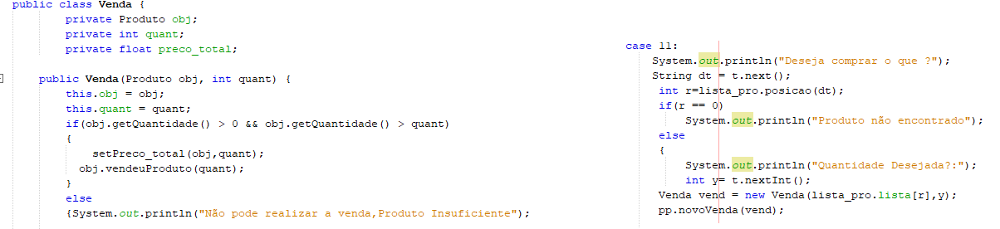 public class Venda {
private Produto obj;
private int quant;
private float preco_total;
public Venda(Produto obj, int quant) {
this.obj = obj;
this.quant = quant;
if(obj.getQuantidade() > 0 && obj.getQuantidade() > quant)
{
setPreco_total(obj,quant);
obj.vendeuProduto(quant);
}
else
{System.out.println("Não pode realizar a venda,Produto Insuficiente");
case 11:
System.out.println("Deseja comprar o que ?");
String dt = t.next();
int r=lista_pro.posicao(dt);
if(r == 0)
System.out.println("Produto não encontrado");
else
{
System.out.println("Quantidade Desejada?:");
int y= t.nextInt();
Venda vend = new Venda(lista_pro.lista[r],y);
pp.novoVenda(vend);